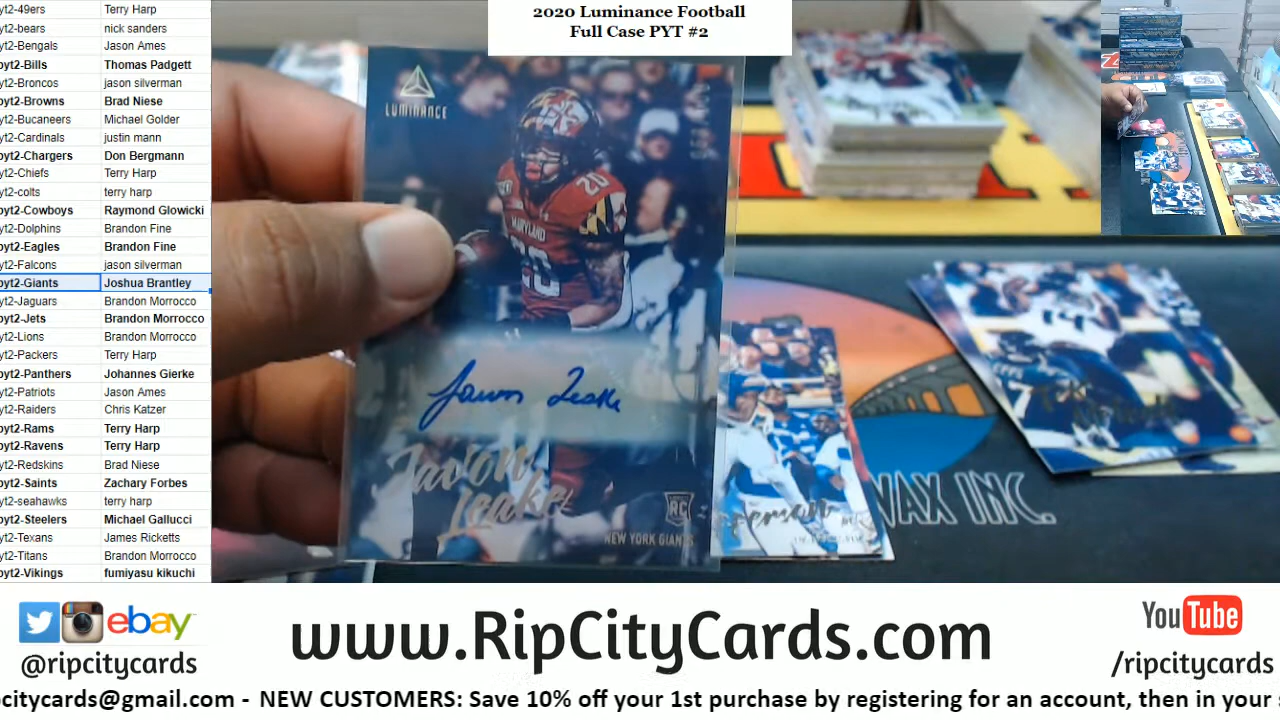 2020 Luminance Football
Full Case PYT #2
yt2-49ers Terry Harp
yt2-bears nick sanders
yt2-Bengals Jason Ames
pyt2-Bills Thomas Padgett
yt2-Broncos jason silverman
pyt2-Browns Brad Niese
yt2-Bucaneers Michael Golder
yt2-Cardinals justin mann
pyt2-Chargers Don Bergmann
yt2-Chiefs Terry Harp
yt2-colts terry harp
pyt2-Cowboys Raymond Glowicki
yt2-Dolphins Brandon Fine
pyt2-Eagles Brandon Fine
yt2-Falcons jason silverman
pyt2-Giants Joshua Brantley
yt2-Jaguars Brandon Morrocco
pyt2-Jets Brandon Morrocco
yt2-Lions Brandon Morrocco
yt2-Packers Terry Harp
pyt2-Panthers Johannes Gierke
yt2-Patriots Jason Ames
yt2-Raiders Chris Katzer
pyt2-Rams Terry Harp
pyt2-Ravens Terry Harp
yt2-Redskins Brad Niese
pyt2-Saints Zachary Forbes
yt2-seahawks terry harp
pyt2-Steelers Michael Gallucci
yt2-Texans James Ricketts
yt2-Titans Brandon Morrocco
pyt2-Vikings fumiyasu kikuchi
LUMINANCE
20
MARYLAND
20
Javon Leake
Javon
Leake
RC
NEW YORK GIANTS
WAX INC.
ebay
@ripcitycards
www.RipCityCards.com
YouTube
/ripcitycards
pcitycards@gmail.com - NEW CUSTOMERS: Save 10% off your 1st purchase by registering for an account, then in your